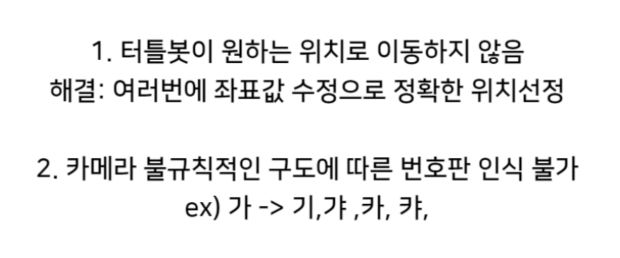 1. 터틀봇이 원하는 위치로 이동하지 않음
해결: 여러번에 좌표값 수정으로 정확한 위치선정
2. 카메라 불규칙적인 구도에 따른 번호판 인식 불가
ex) 가 -> 기,갸 ,카, 캬,